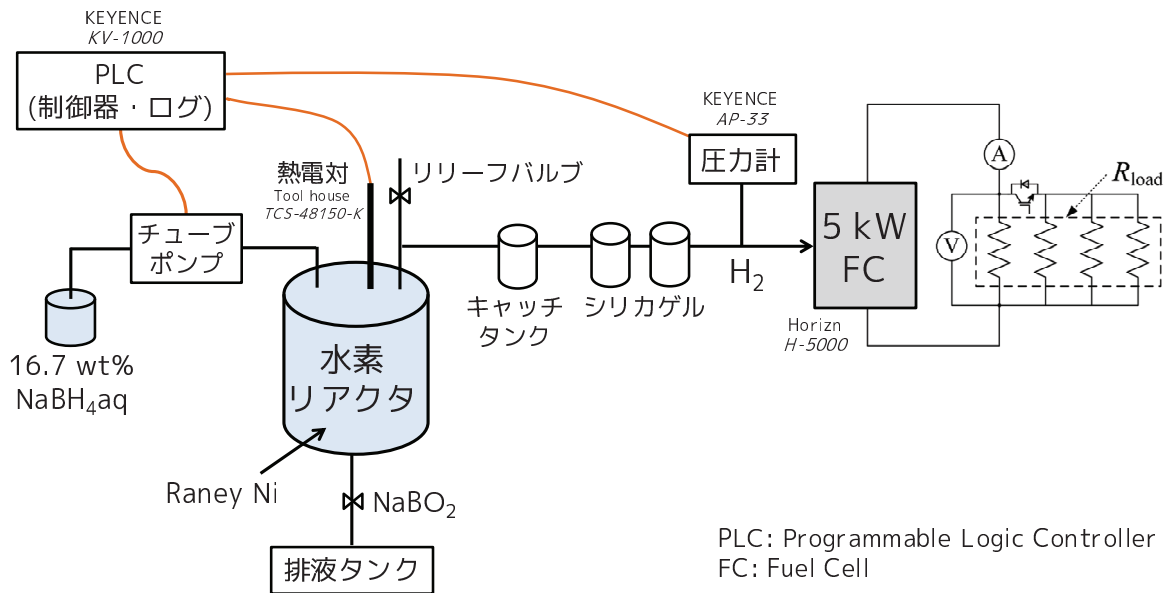 KEYENCE
KV-1000
PLC
(制御器・ログ)
KEYENCE
AP-33
圧力計
熱電対
Tool house
TCS-48150-K
リリーフバルブ
チューブ
ポンプ
16.7 wt%
NaBH₄aq
水素
リアクタ
Raney Ni
NaBO₂
排液タンク
キャッチ
タンク
シリカゲル
H₂
5 kW
FC
Horizn
H-5000
A
V
Rload
PLC: Programmable Logic Controller
FC: Fuel Cell